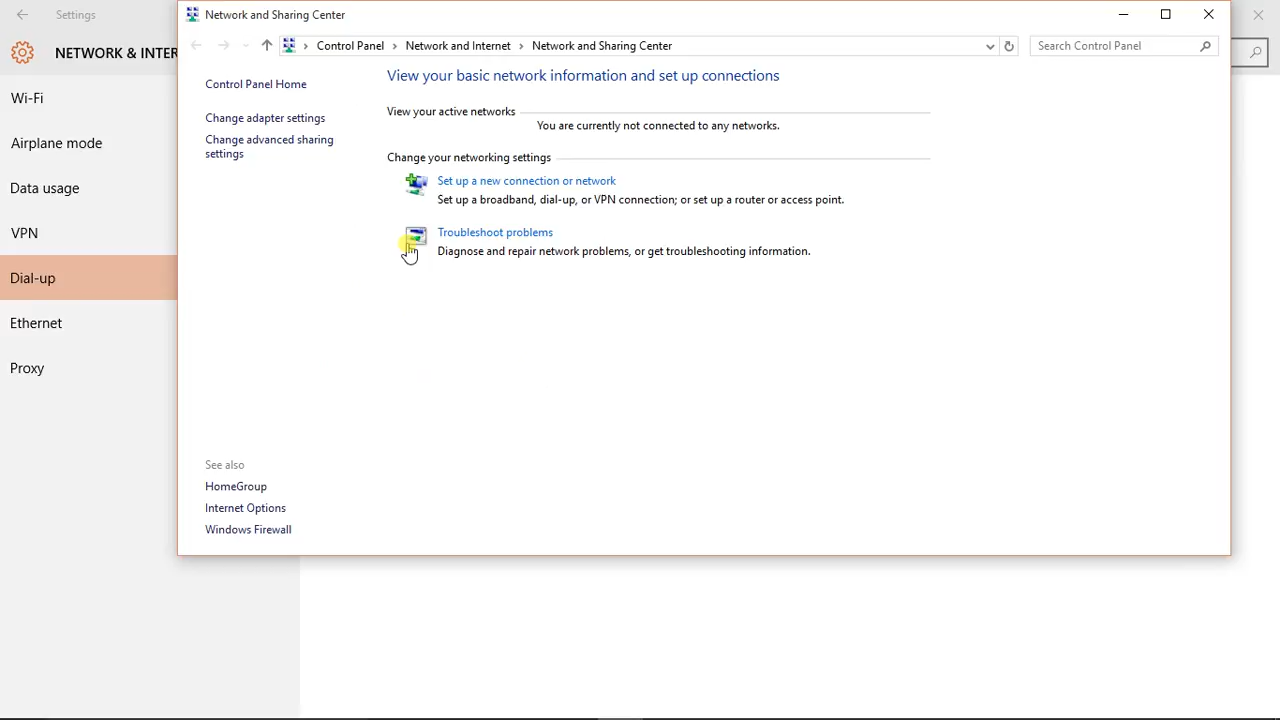 Settings
NETWORK & INTER
Wi-Fi
Airplane mode
Data usage
VPN
Dial-up
Ethernet
Proxy
Network and Sharing Center
Control Panel > Network and Internet > Network and Sharing Center
Search Control Panel
Control Panel Home
Change adapter settings
Change advanced sharing
settings
See also
HomeGroup
Internet Options
Windows Firewall
View your basic network information and set up connections
View your active networks
You are currently not connected to any networks.
Change your networking settings
Set up a new connection or network
Set up a broadband, dial-up, or VPN connection; or set up a router or access point.
Troubleshoot problems
Diagnose and repair network problems, or get troubleshooting information.